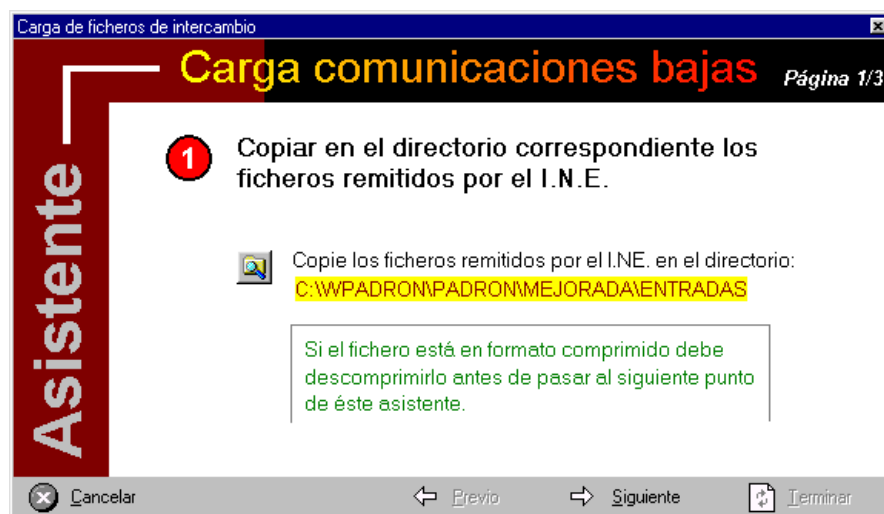 Carga de ficheros de intercambio
Carga comunicaciones bajas
Página 1/3
Asistente
1
Copiar en el directorio correspondiente los
ficheros remitidos por el I.N.E.
Copie los ficheros remitidos por el I.NE. en el directorio:
C:\WPADRON\PADRON\MEJORADA\ENTRADAS
Si el fichero está en formato comprimido debe
descomprimirlo antes de pasar al siguiente punto
de éste asistente.
Cancelar
Previo
Siguiente
Terminar